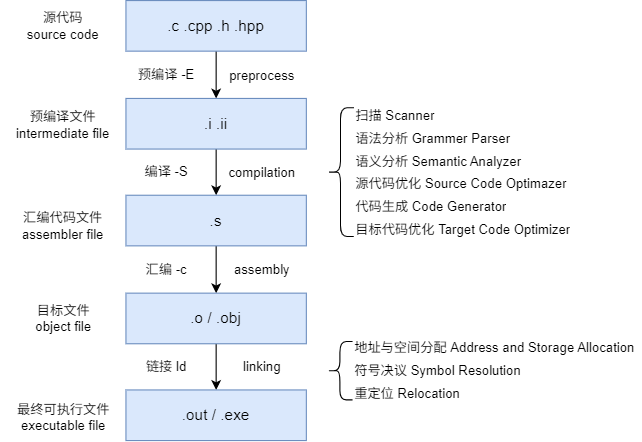 源代码
source code
.c .cpp .h .hpp
预编译 -E
preprocess
预编译文件
intermediate file
.i .ii
编译 -S
compilation
扫描 Scanner
语法分析 Grammer Parser
语义分析 Semantic Analyzer
源代码优化 Source Code Optimazer
代码生成 Code Generator
目标代码优化 Target Code Optimizer
汇编代码文件
assembler file
.s
汇编 -c
assembly
目标文件
object file
.o / .obj
链接 ld
linking
地址与空间分配 Address and Storage Allocation
符号决议 Symbol Resolution
重定位 Relocation
最终可执行文件
executable file
.out / .exe